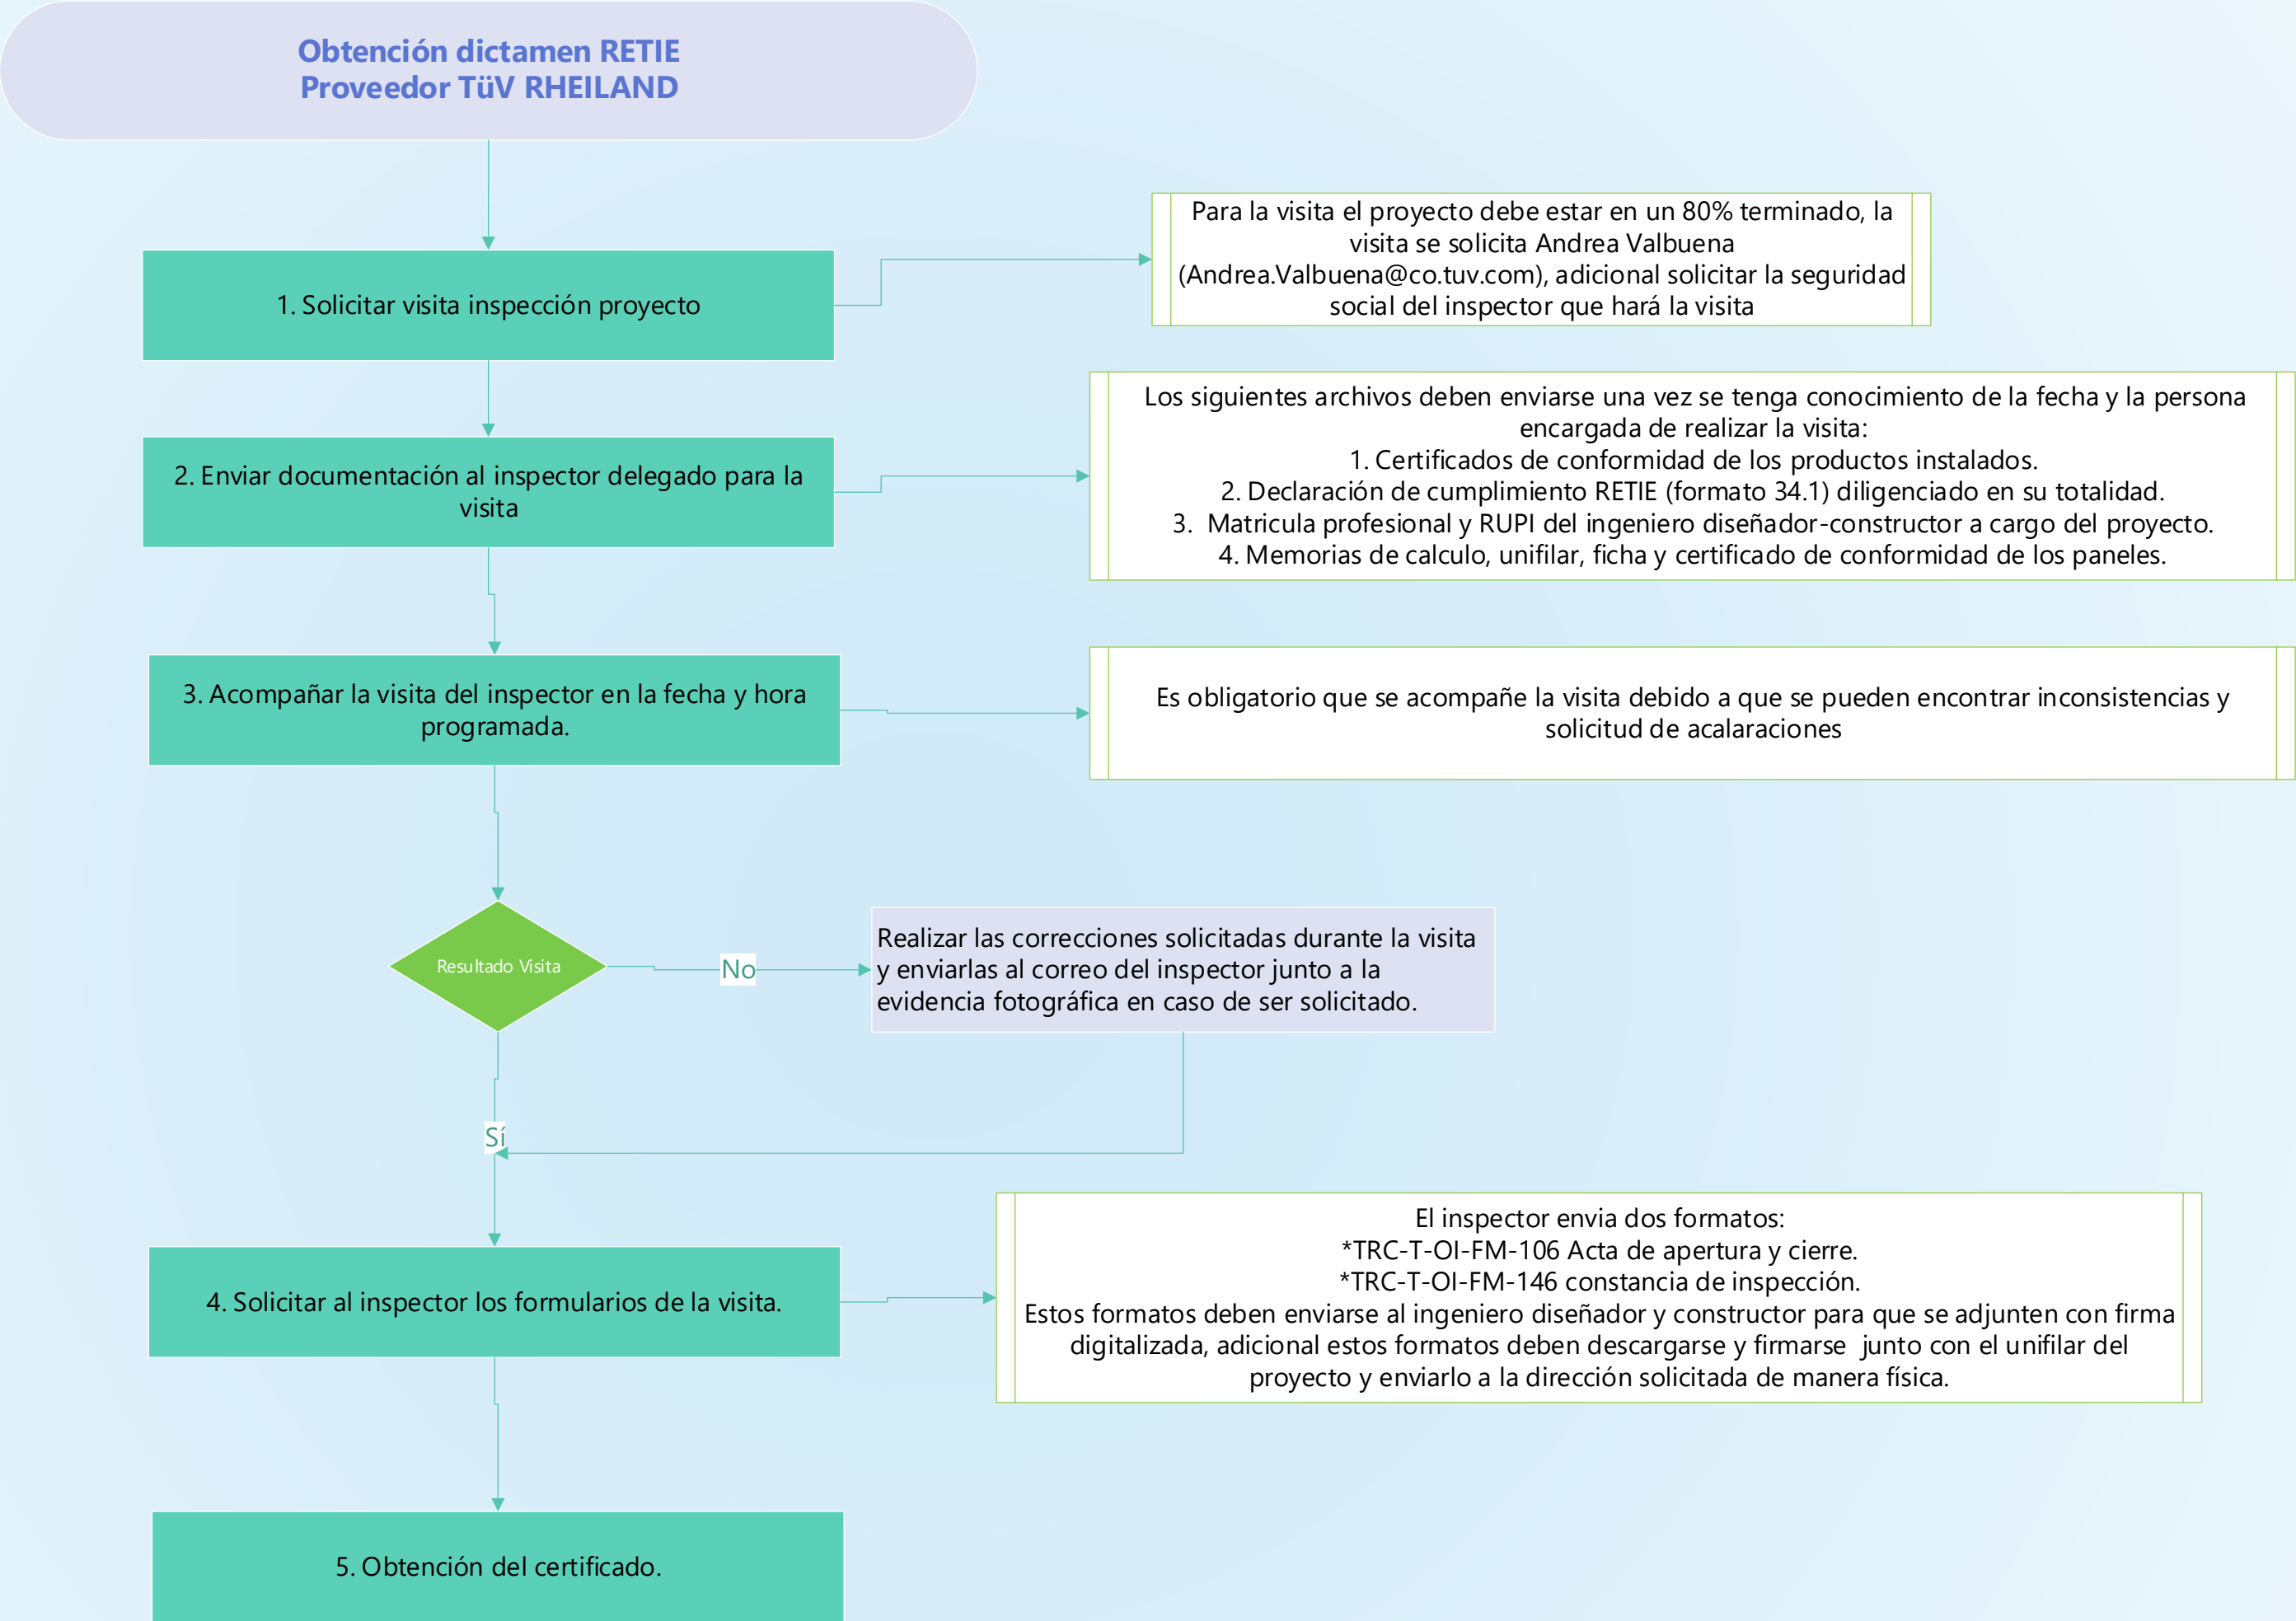 Obtención dictamen RETIE
Proveedor TüV RHEILAND
1. Solicitar visita inspección proyecto
Para la visita el proyecto debe estar en un 80% terminado, la
visita se solicita Andrea Valbuena
(Andrea.Valbuena@co.tuv.com), adicional solicitar la seguridad
social del inspector que hará la visita
2. Enviar documentación al inspector delegado para la
visita
Los siguientes archivos deben enviarse una vez se tenga conocimiento de la fecha y la persona
encargada de realizar la visita:
1. Certificados de conformidad de los productos instalados.
2. Declaración de cumplimiento RETIE (formato 34.1) diligenciado en su totalidad.
3.  Matricula profesional y RUPI del ingeniero diseñador-constructor a cargo del proyecto.
4. Memorias de calculo, unifilar, ficha y certificado de conformidad de los paneles.
3. Acompañar la visita del inspector en la fecha y hora
programada.
Es obligatorio que se acompañe la visita debido a que se pueden encontrar inconsistencias y
solicitud de acalaraciones
Resultado Visita
No
Realizar las correcciones solicitadas durante la visita
y enviarlas al correo del inspector junto a la
evidencia fotográfica en caso de ser solicitado.
Sí
4. Solicitar al inspector los formularios de la visita.
El inspector envia dos formatos:
*TRC-T-OI-FM-106 Acta de apertura y cierre.
*TRC-T-OI-FM-146 constancia de inspección.
Estos formatos deben enviarse al ingeniero diseñador y constructor para que se adjunten con firma
digitalizada, adicional estos formatos deben descargarse y firmarse  junto con el unifilar del
proyecto y enviarlo a la dirección solicitada de manera física.
5. Obtención del certificado.